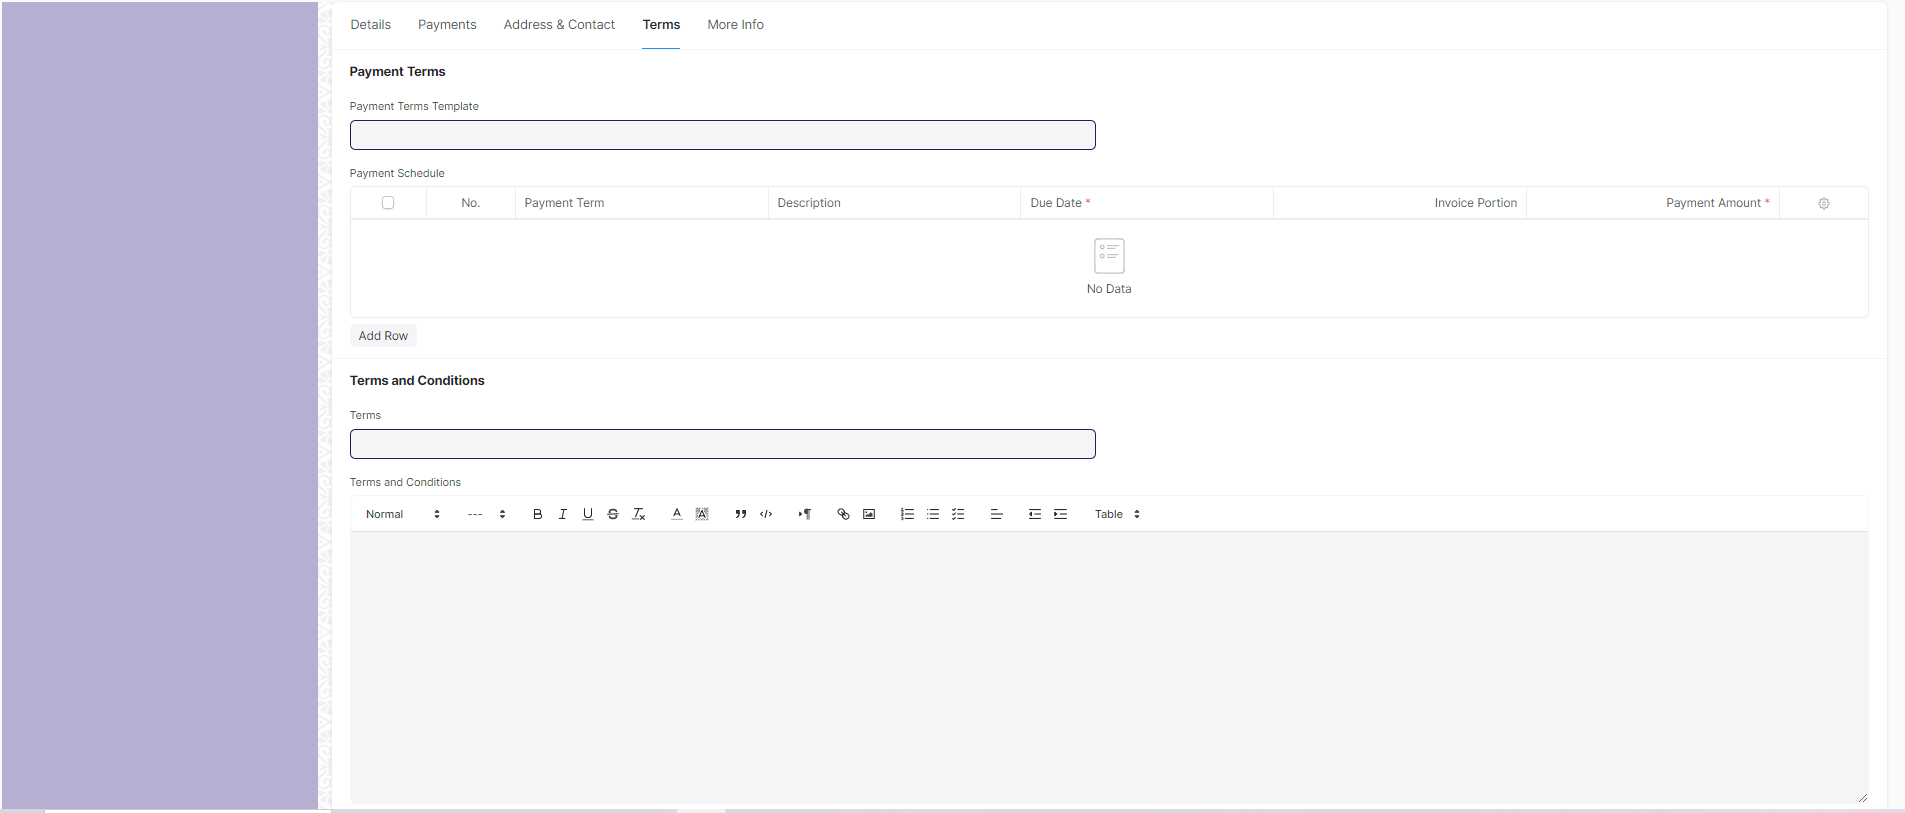 Details Payments Address & Contact Terms More Info
Payment Terms
Payment Terms Template
Payment Schedule
No. Payment Term Description Due Date * Invoice Portion Payment Amount *
No Data
Add Row
Terms and Conditions
Terms
Terms and Conditions
Normal --- Table